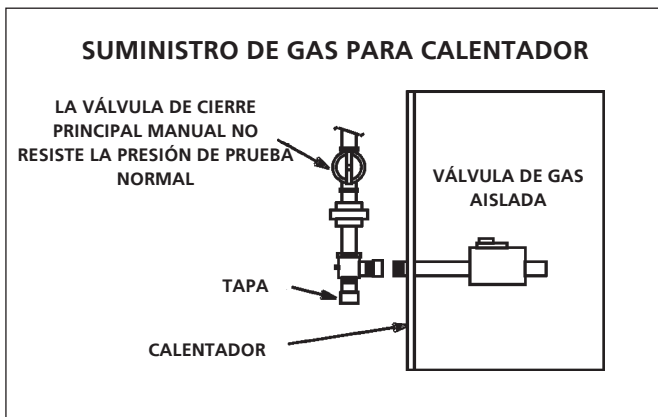 SUMINISTRO DE GAS PARA CALENTADOR
LA VÁLVULA DE CIERRE
PRINCIPAL MANUAL NO
RESISTE LA PRESIÓN DE PRUEBA
NORMAL
VÁLVULA DE GAS
AISLADA
TAPA
CALENTADOR